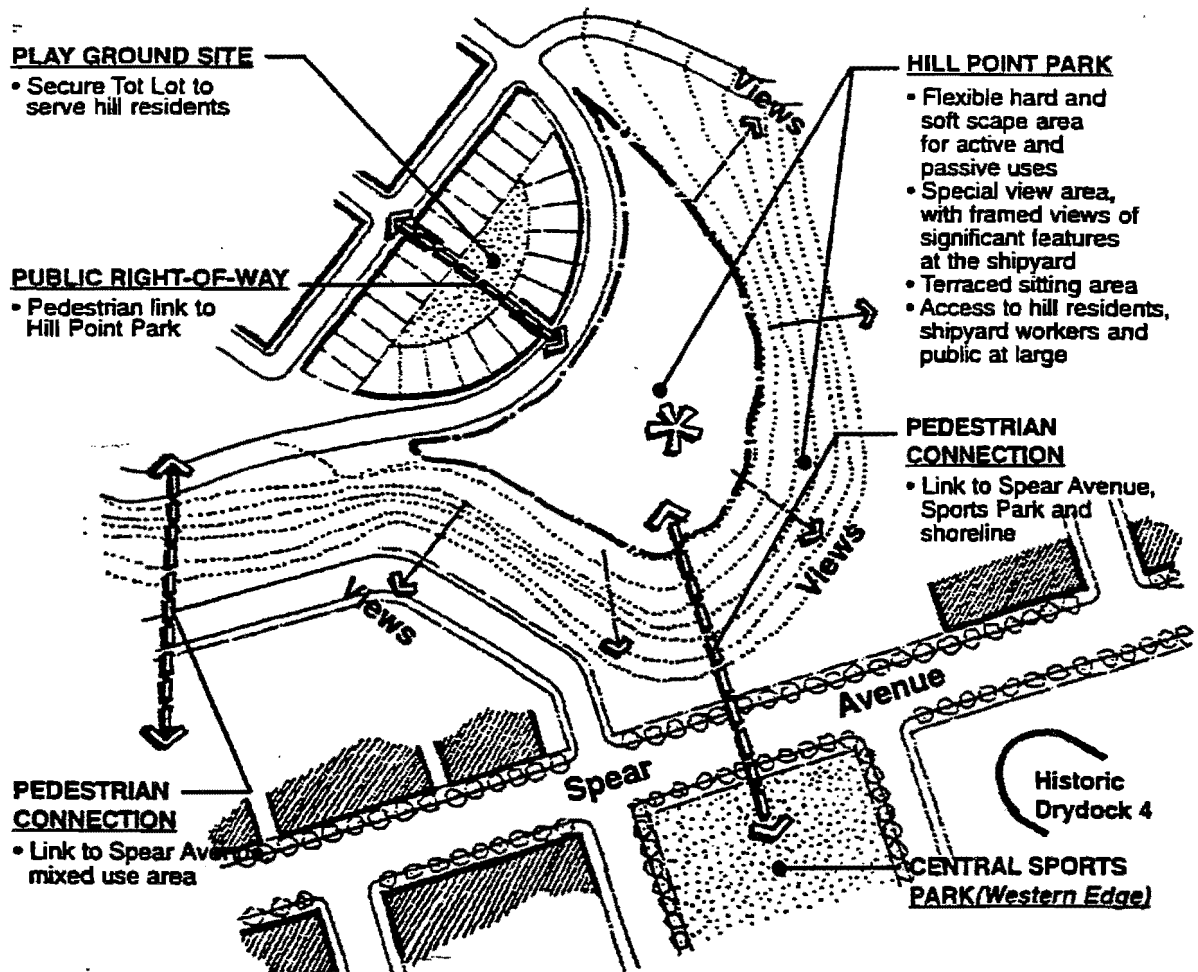 PLAY GROUND SITE
• Secure Tot Lot to
serve hill residents
PUBLIC RIGHT-OF-WAY
• Pedestrian link to
Hill Point Park
Views
HILL POINT PARK
• Flexible hard and
soft scape area
for active and
passive uses
• Special view area,
with framed views of
significant features
at the shipyard
• Terraced sitting area
• Access to hill residents,
shipyard workers and
public at large
PEDESTRIAN
CONNECTION
• Link to Spear Avenue,
Sports Park and
shoreline
Views
Views
Spear Avenue
Historic
Drydock 4
PEDESTRIAN
CONNECTION
• Link to Spear Avenue
mixed use area
CENTRAL SPORTS
PARK (Western Edge)